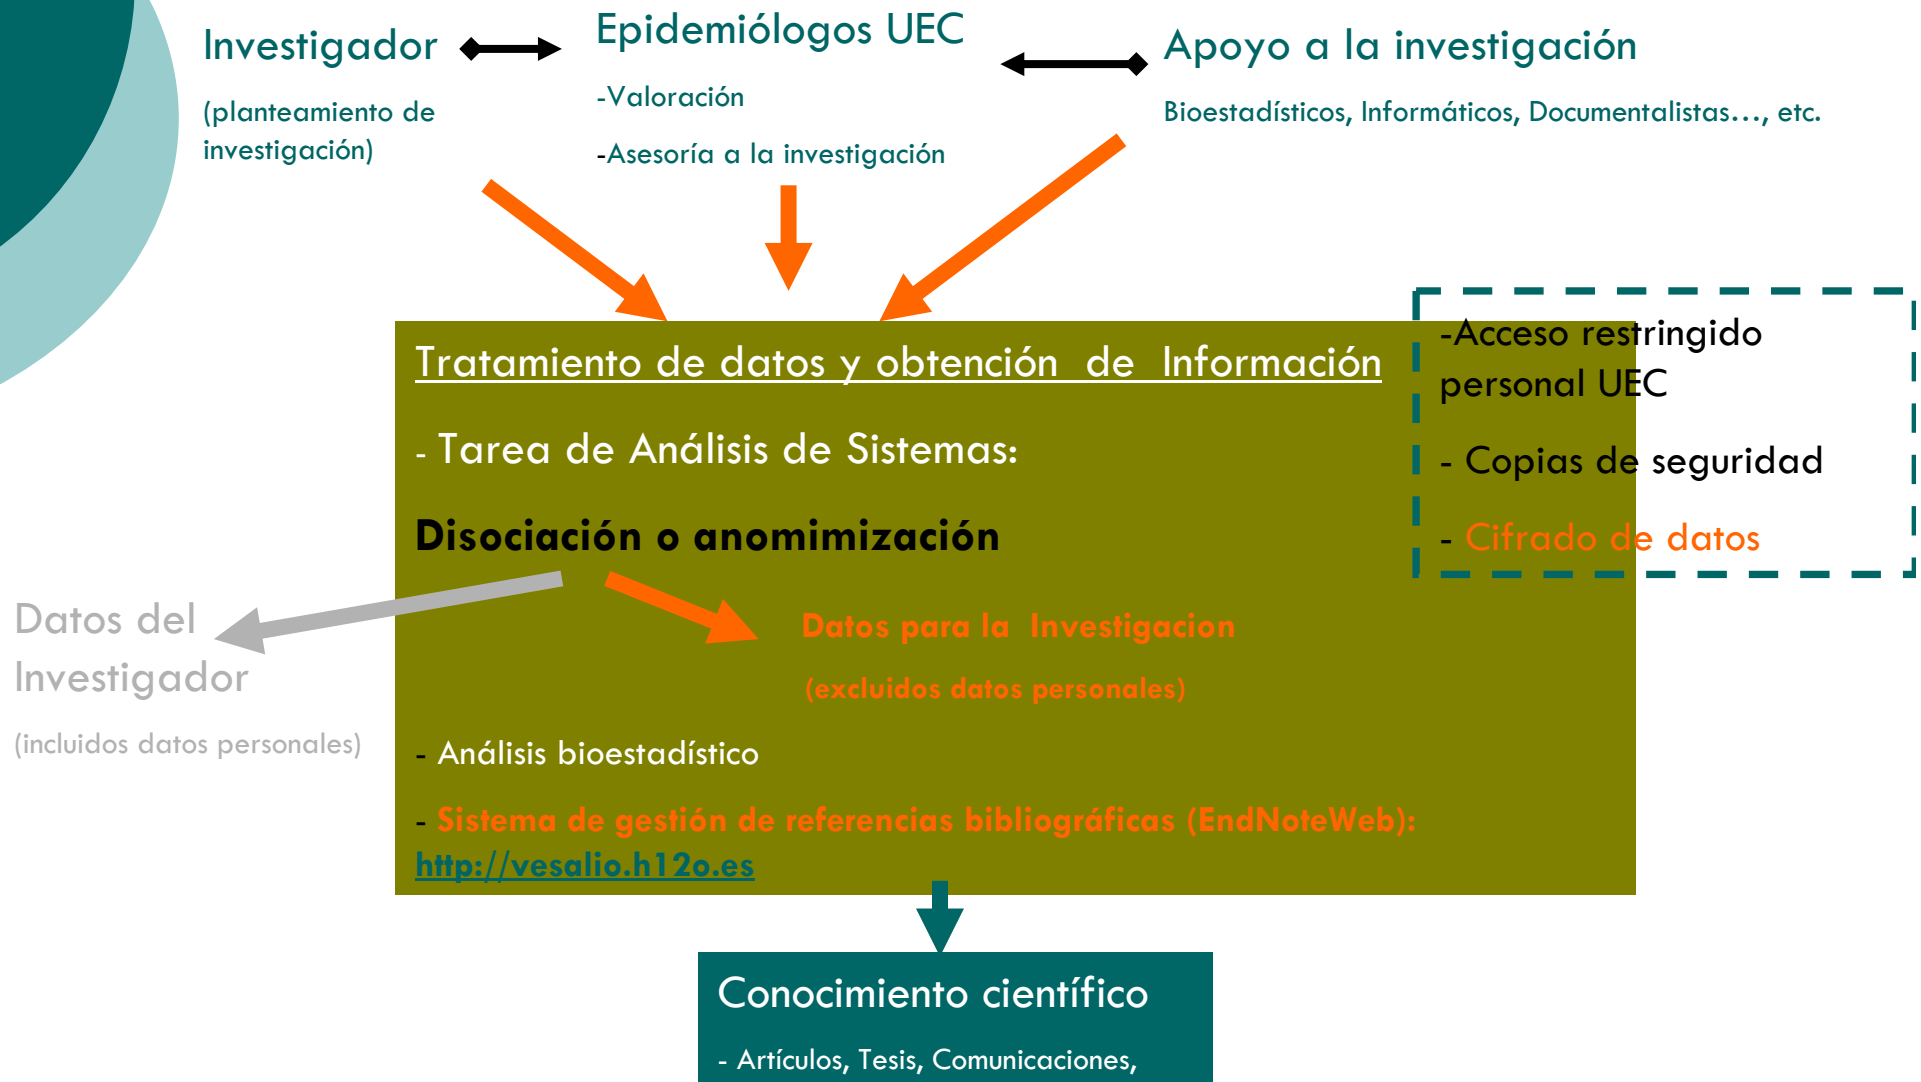 Investigador
(planteamiento de
investigación)
Epidemiólogos UEC
-Valoración
-Asesoría a la investigación
Apoyo a la investigación
Bioestadísticos, Informáticos, Documentalistas…, etc.
Tratamiento de datos y obtención  de  Información
- Tarea de Análisis de Sistemas:
Disociación o anomimización
-Acceso restringido
personal UEC
- Copias de seguridad
- Cifrado de datos
Datos del
Investigador
(incluidos datos personales)
Datos para la  Investigacion
(excluidos datos personales)
- Análisis bioestadístico
- Sistema de gestión de referencias bibliográficas (EndNoteWeb):
http://vesalio.h12o.es
Conocimiento científico
- Artículos, Tesis, Comunicaciones,